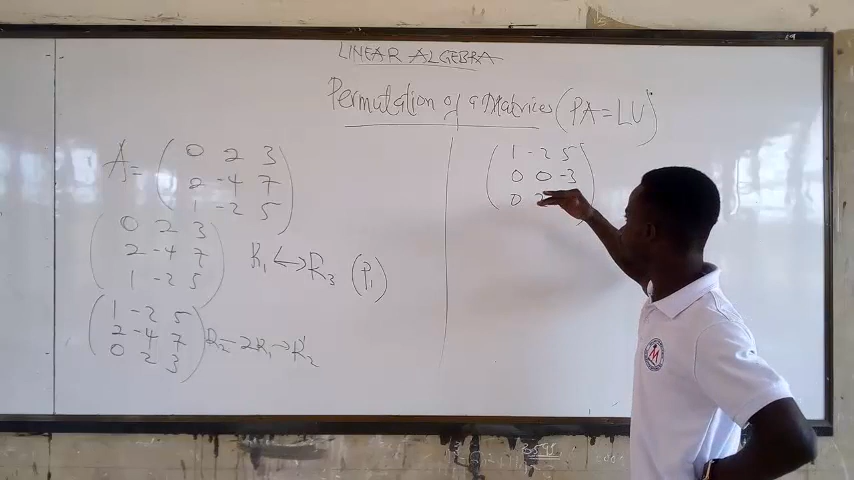 LINEAR ALGEBRA
Permutation of a Matrices (PA = LU)
A = ( 0 2 3
2 -4 7
1 -2 5 )
( 0 2 3
2 -4 7
1 -2 5 ) R₁ ↔ R₃ (P₁)
( 1 -2 5
2 -4 7
0 2 3 ) R₂ - 2R₁ → R₂'
( 1 -2 5
0 0 -3
0 2
M